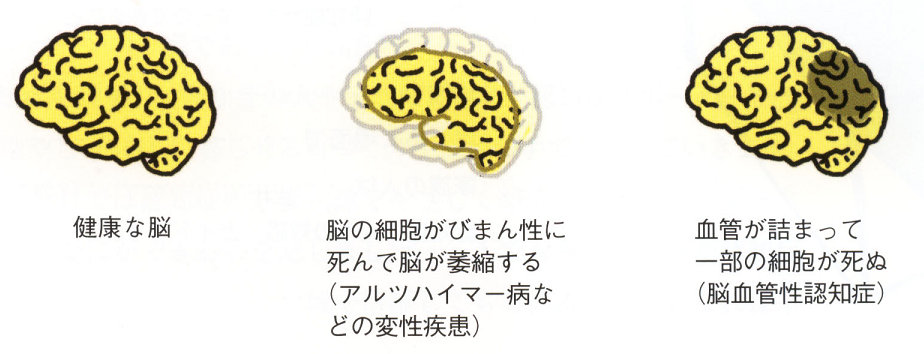 健康な脳
脳の細胞がびまん性に
死んで脳が萎縮する
（アルツハイマー病な
どの変性疾患）
血管が詰まって
一部の細胞が死ぬ
（脳血管性認知症）